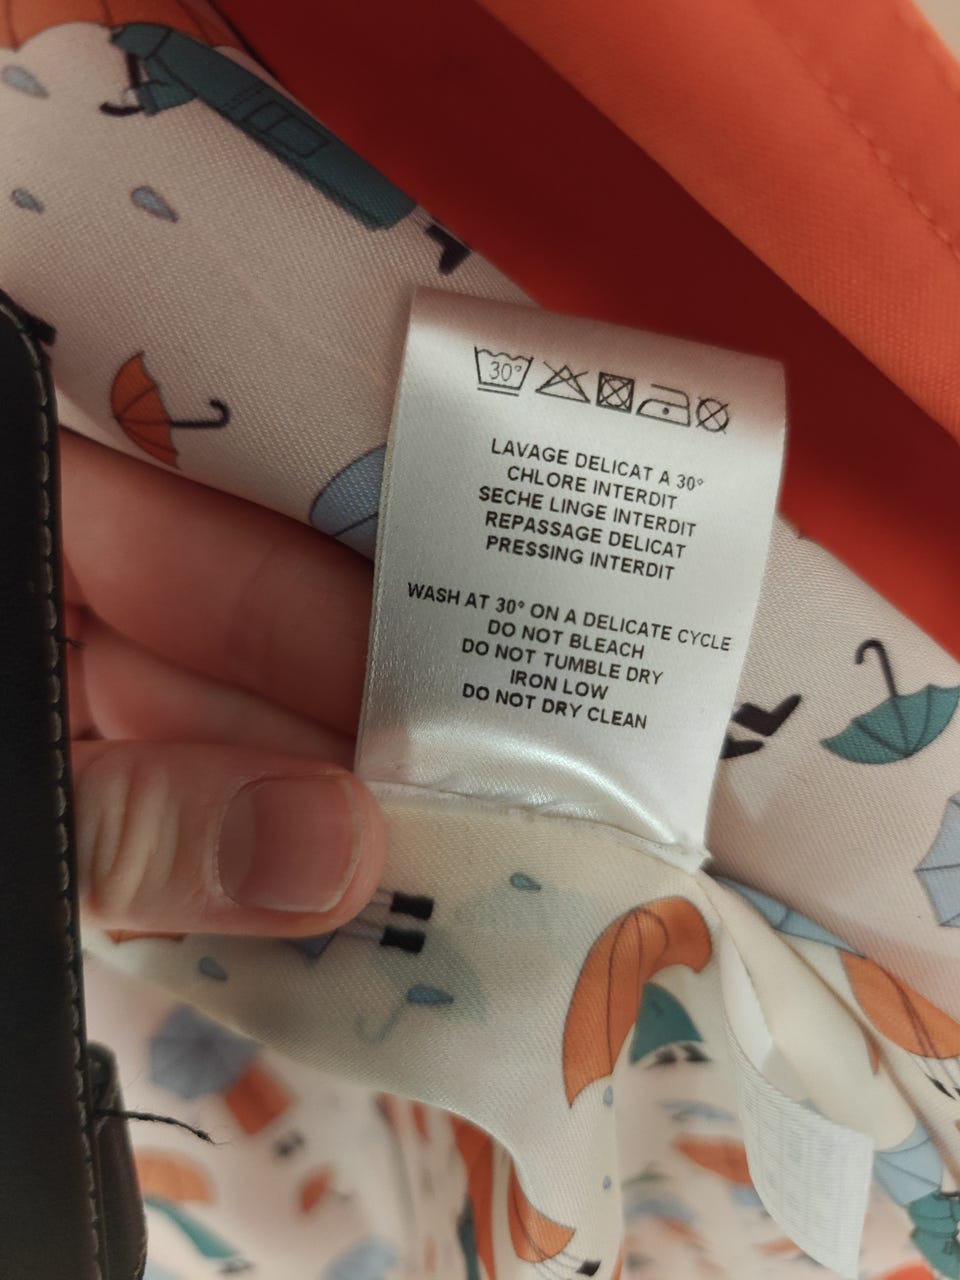 30°
LAVAGE DELICAT A 30°
CHLORE INTERDIT
SECHE LINGE INTERDIT
REPASSAGE DELICAT
PRESSING INTERDIT
WASH AT 30° ON A DELICATE CYCLE
DO NOT BLEACH
DO NOT TUMBLE DRY
IRON LOW
DO NOT DRY CLEAN